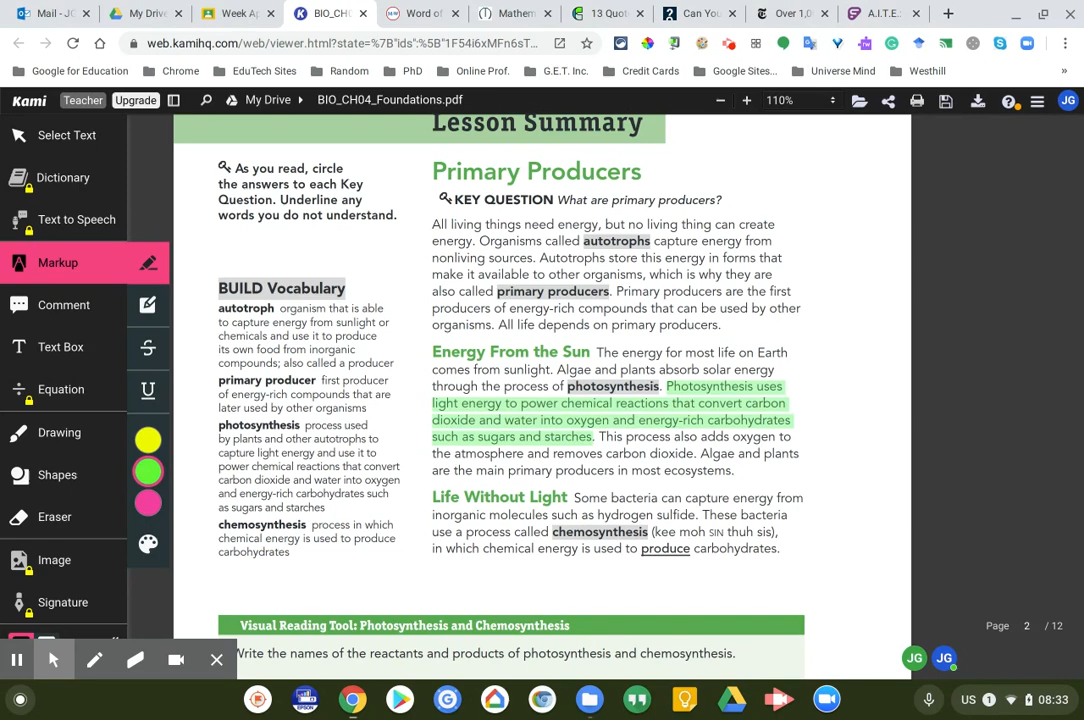 Mail - JC
My Drive
Week Ap
BIO_CH0
Word of
Mathem
13 Quot
Can You
Over 1,0
A.I.T.E.:
web.kamihq.com/web/viewer.html?state=%7B"ids":%5B"1F54i6xMFn6sT...
Google for Education
Chrome
EduTech Sites
Random
PhD
Online Prof.
G.E.T. Inc.
Credit Cards
Google Sites...
Universe Mind
Westhill
»
Kami
Teacher
Upgrade
My Drive
BIO_CH04_Foundations.pdf
110%
JG
Select Text
Dictionary
Text to Speech
Markup
Comment
Text Box
Equation
Drawing
Shapes
Eraser
Image
Signature
Lesson Summary
As you read, circle
the answers to each Key
Question. Underline any
words you do not understand.
BUILD Vocabulary
autotroph organism that is able
to capture energy from sunlight or
chemicals and use it to produce
its own food from inorganic
compounds; also called a producer
primary producer first producer
of energy-rich compounds that are
later used by other organisms
photosynthesis process used
by plants and other autotrophs to
capture light energy and use it to
power chemical reactions that convert
carbon dioxide and water into oxygen
and energy-rich carbohydrates such
as sugars and starches
chemosynthesis process in which
chemical energy is used to produce
carbohydrates
Primary Producers
KEY QUESTION What are primary producers?
All living things need energy, but no living thing can create
energy. Organisms called autotrophs capture energy from
nonliving sources. Autotrophs store this energy in forms that
make it available to other organisms, which is why they are
also called primary producers. Primary producers are the first
producers of energy-rich compounds that can be used by other
organisms. All life depends on primary producers.
Energy From the Sun The energy for most life on Earth
comes from sunlight. Algae and plants absorb solar energy
through the process of photosynthesis. Photosynthesis uses
light energy to power chemical reactions that convert carbon
dioxide and water into oxygen and energy-rich carbohydrates
such as sugars and starches. This process also adds oxygen to
the atmosphere and removes carbon dioxide. Algae and plants
are the main primary producers in most ecosystems.
Life Without Light Some bacteria can capture energy from
inorganic molecules such as hydrogen sulfide. These bacteria
use a process called chemosynthesis (kee moh SIN thuh sis),
in which chemical energy is used to produce carbohydrates.
Visual Reading Tool: Photosynthesis and Chemosynthesis
Write the names of the reactants and products of photosynthesis and chemosynthesis.
Page 2 / 12
JG
JG
EPSON
US
1
08:33